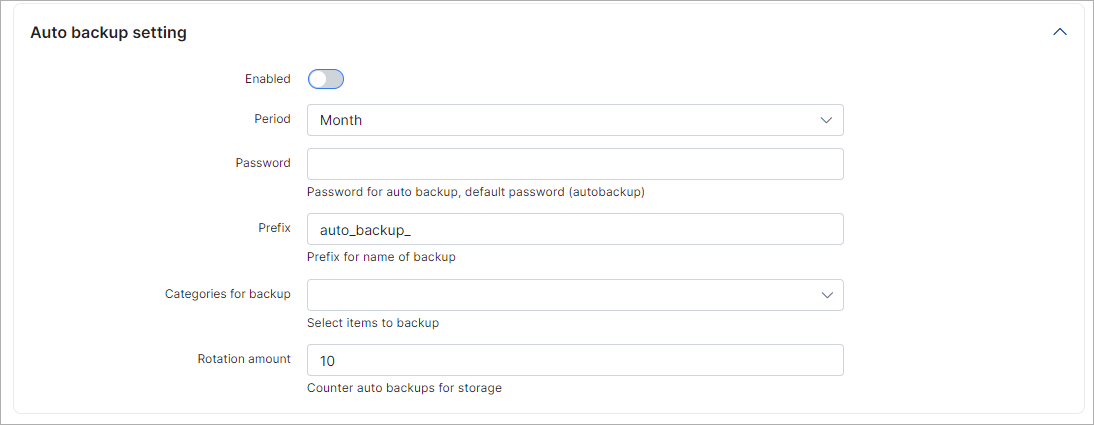 Auto backup setting
Enabled
Period
Month
Password
Password for auto backup, default password (autobackup)
Prefix
auto_backup_
Prefix for name of backup
Categories for backup
Select items to backup
Rotation amount
10
Counter auto backups for storage